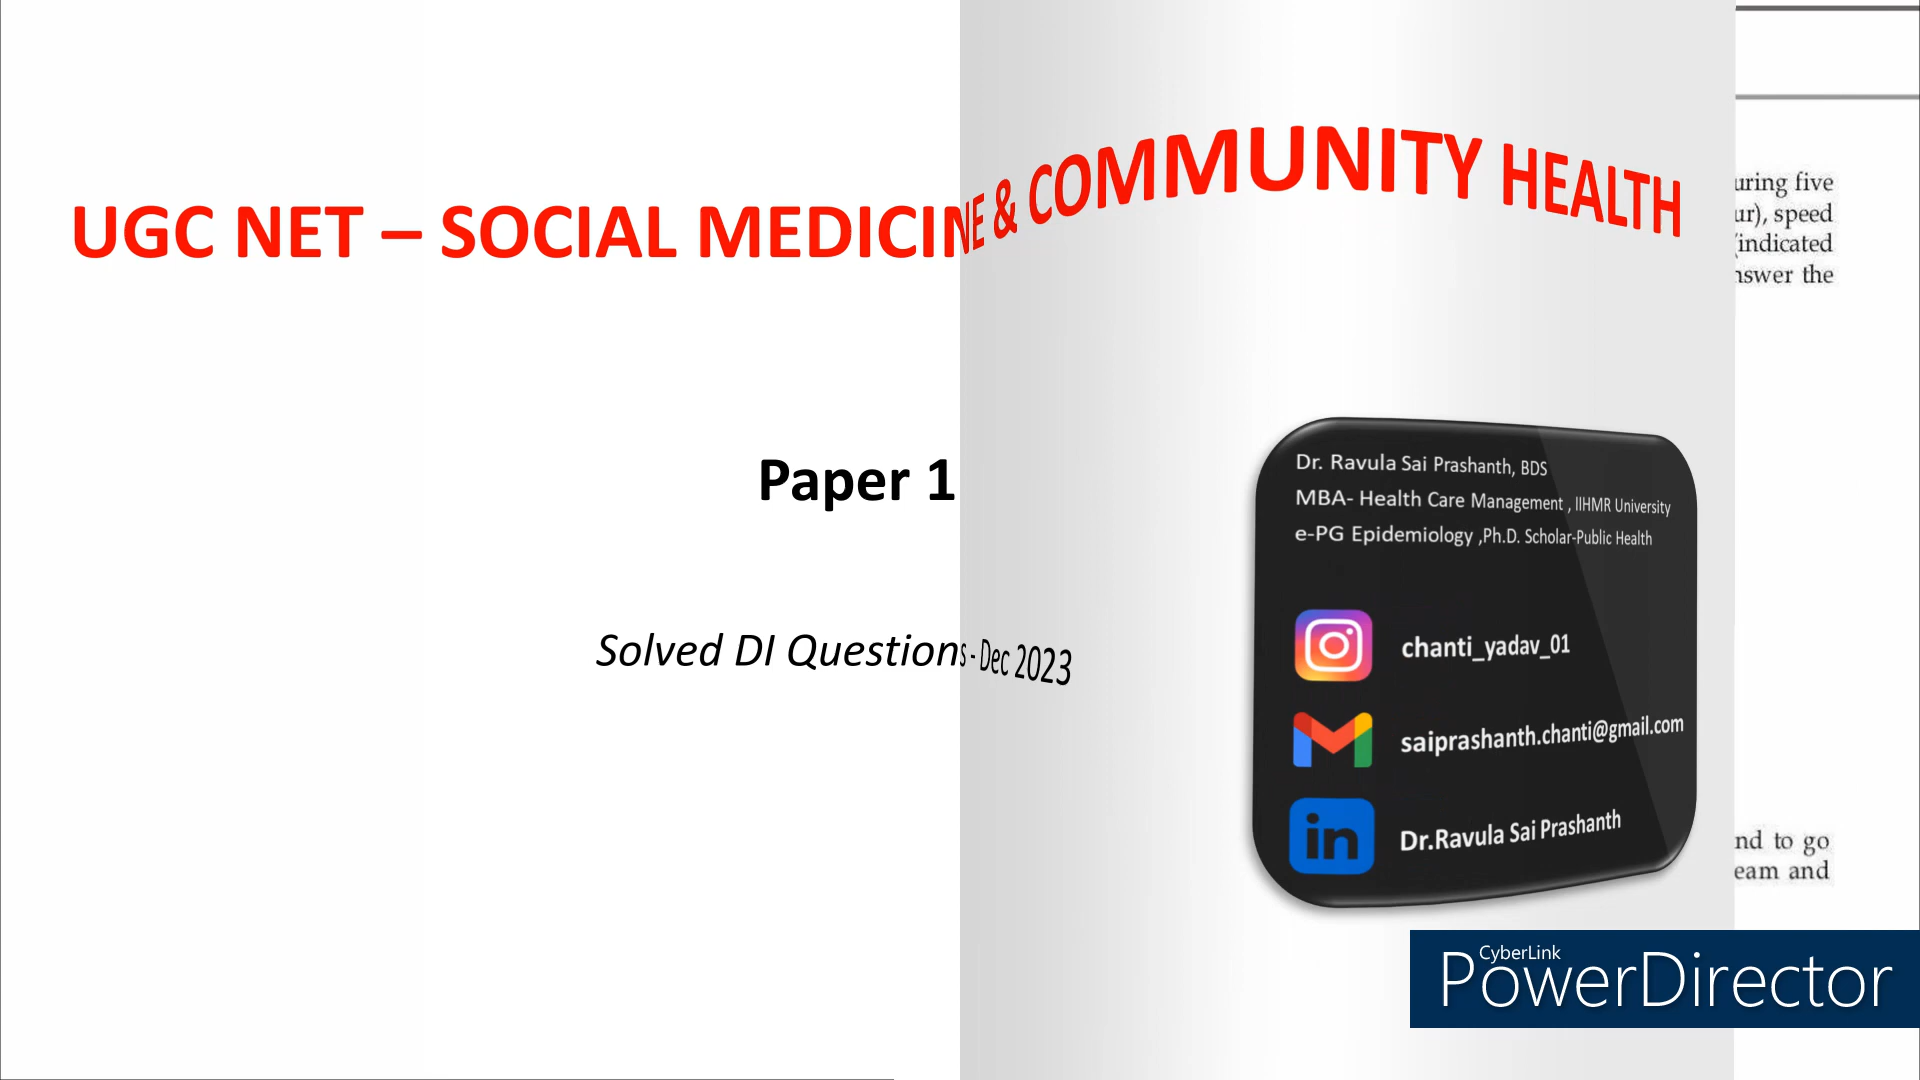 UGC NET – SOCIAL MEDICINE & COMMUNITY HEALTH
Paper 1
Solved DI Questions - Dec 2023
Dr. Ravula Sai Prashanth, BDS
MBA- Health Care Management , IIHMR University
e-PG Epidemiology ,Ph.D. Scholar-Public Health
chanti_yadav_01
saiprashanth.chanti@gmail.com
Dr.Ravula Sai Prashanth
uring five
ur), speed
(indicated
nswer the
nd to go
eam and
CyberLink
PowerDirector